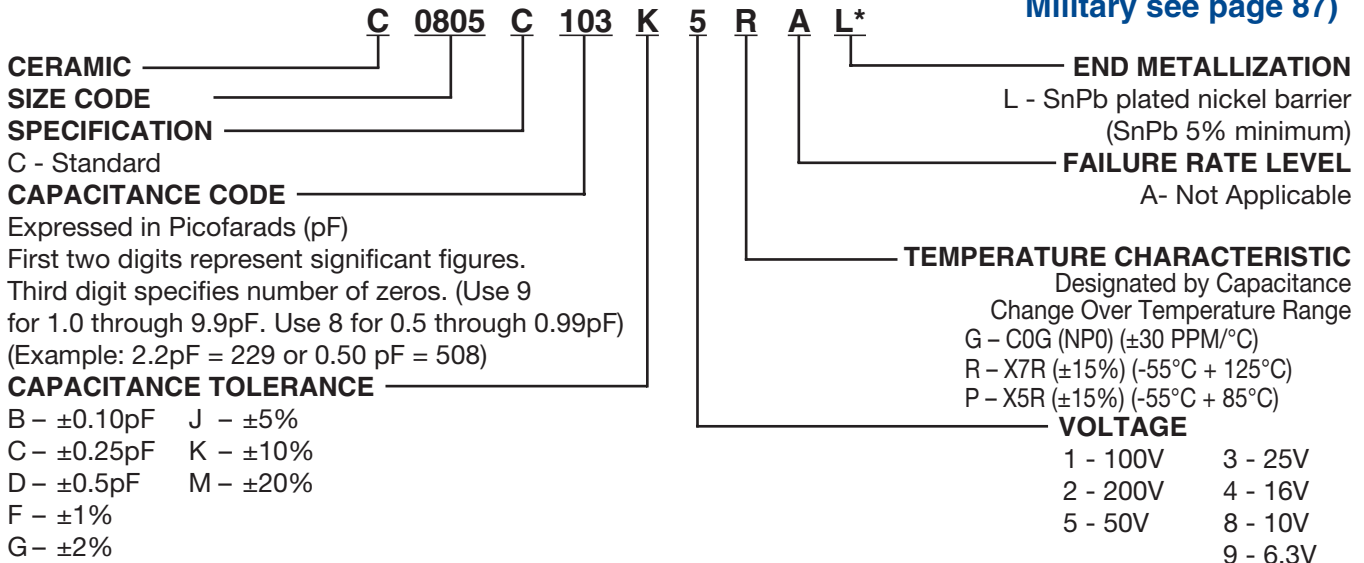 Military see page 87)
C 0805 C 103 K 5 R A L*
CERAMIC
SIZE CODE
SPECIFICATION
C - Standard
CAPACITANCE CODE
Expressed in Picofarads (pF)
First two digits represent significant figures.
Third digit specifies number of zeros. (Use 9
for 1.0 through 9.9pF. Use 8 for 0.5 through 0.99pF)
(Example: 2.2pF = 229 or 0.50 pF = 508)
CAPACITANCE TOLERANCE
B – ±0.10pF J – ±5%
C – ±0.25pF K – ±10%
D – ±0.5pF M – ±20%
F – ±1%
G – ±2%
END METALLIZATION
L - SnPb plated nickel barrier
(SnPb 5% minimum)
FAILURE RATE LEVEL
A- Not Applicable
TEMPERATURE CHARACTERISTIC
Designated by Capacitance
Change Over Temperature Range
G – C0G (NP0) (±30 PPM/°C)
R – X7R (±15%) (-55°C + 125°C)
P – X5R (±15%) (-55°C + 85°C)
VOLTAGE
1 - 100V 3 - 25V
2 - 200V 4 - 16V
5 - 50V 8 - 10V
9 - 6.3V